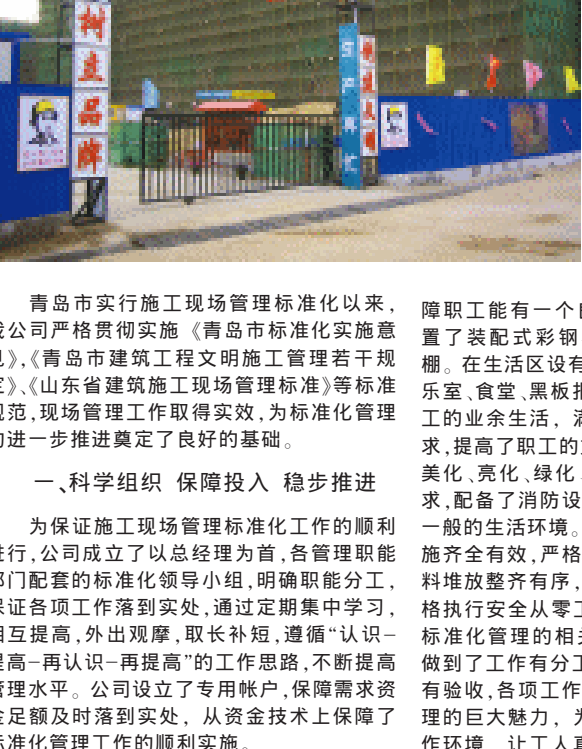 树立品牌
青岛市实行施工现场管理标准化以来,
公司严格贯彻实施《青岛市标准化实施意
》,《青岛市建筑工程文明施工管理若干规
》、《山东省建筑施工现场管理标准》等标准
范,现场管理工作取得实效,为标准化管理
进一步推进奠定了良好的基础。
一、科学组织 保障投入 稳步推进
为保证施工现场管理标准化工作的顺利
行,公司成立了以总经理为首,各管理职能
门配套的标准化领导小组,明确职能分工,
证各项工作落到实处,通过定期集中学习,
互提高,外出观摩,取长补短,遵循“认识–
高–再认识–再提高”的工作思路,不断提高
管理水平。公司设立了专用帐户,保障需求资
足额及时落到实处, 从资金技术上保障了
准化管理工作的顺利实施。
障职工能有一个
置了装配式彩钢
棚。在生活区设有
乐室、食堂、黑板
工的业余生活, 
求,提高了职工的
美化、亮化、绿化
求,配备了消防设
一般的生活环境。
施齐全有效,严格
料堆放整齐有序,
格执行安全从零
标准化管理的相
做到了工作有分
有验收,各项工作
理的巨大魅力,
作环境 让工人